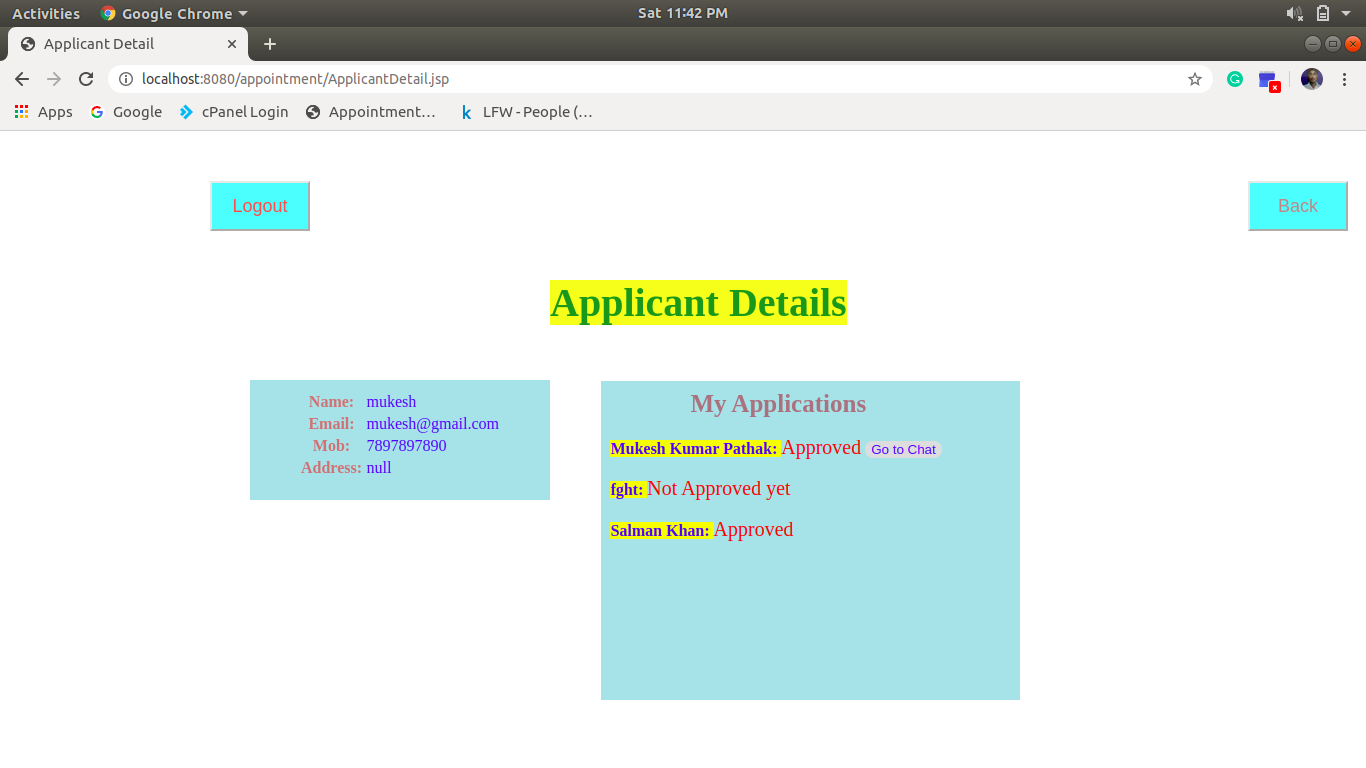 Activities Google Chrome Sat 11:42 PM
Applicant Detail
localhost:8080/appointment/ApplicantDetail.jsp
Apps Google cPanel Login Appointment… LFW - People (…
Logout Back
Applicant Details
Name: mukesh
Email: mukesh@gmail.com
Mob: 7897897890
Address: null
My Applications
Mukesh Kumar Pathak: Approved Go to Chat
fght: Not Approved yet
Salman Khan: Approved